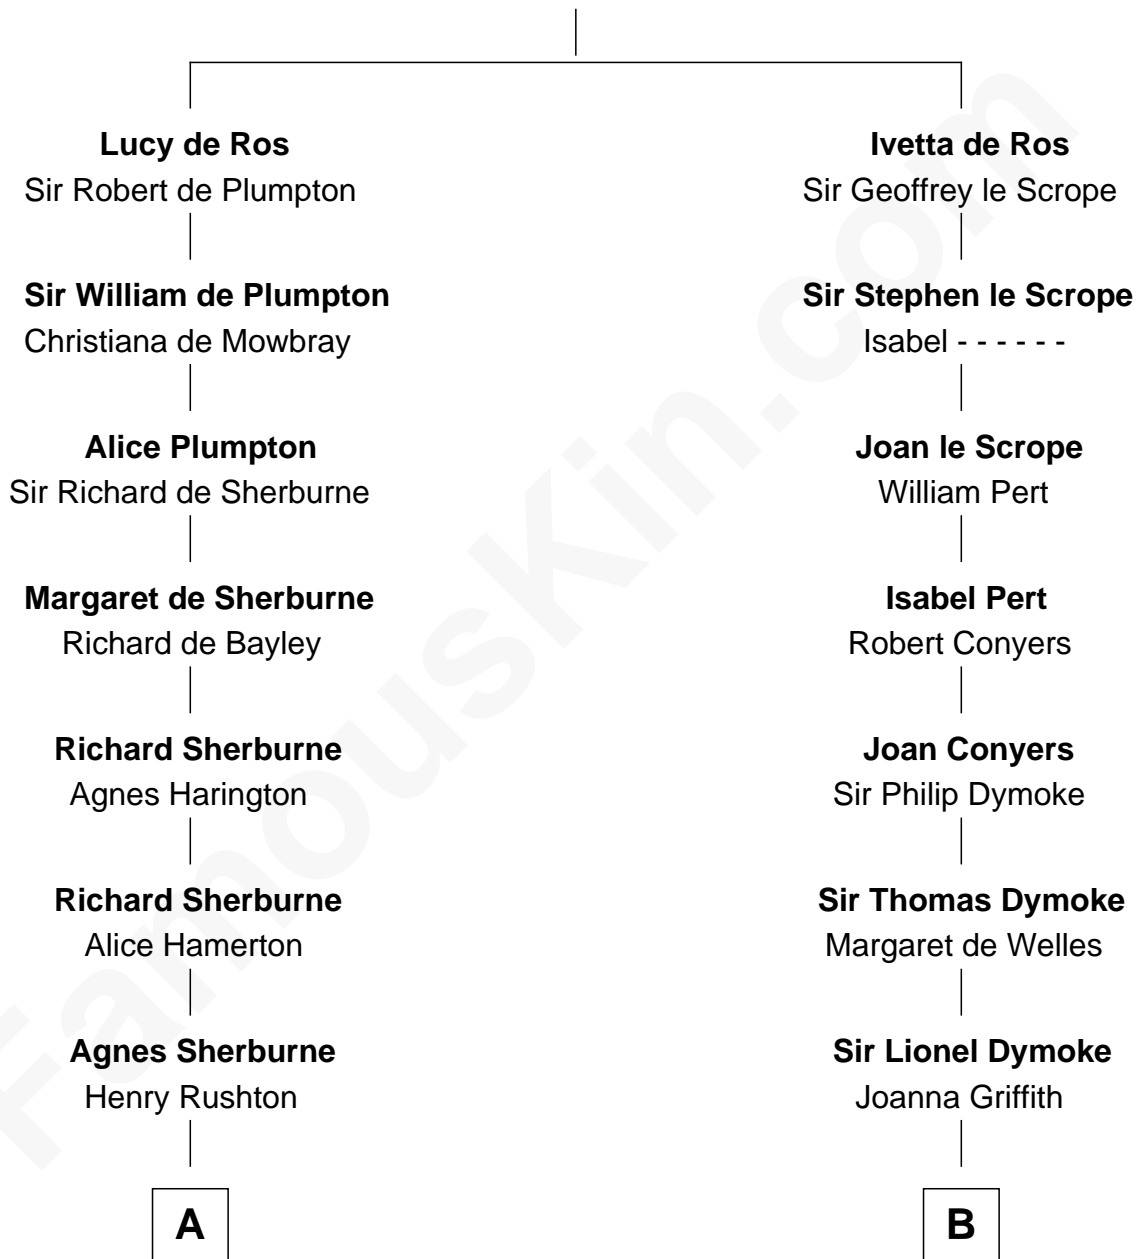 Lucy de Ros
Sir Robert de Plumpton
Sir William de Plumpton
Christiana de Mowbray
Alice Plumpton
Sir Richard de Sherburne
Margaret de Sherburne
Richard de Bayley
Richard Sherburne
Agnes Harington
Richard Sherburne
Alice Hamerton
Agnes Sherburne
Henry Rushton
A
Ivetta de Ros
Sir Geoffrey le Scrope
Sir Stephen le Scrope
Isabel - - - - - -
Joan le Scrope
William Pert
Isabel Pert
Robert Conyers
Joan Conyers
Sir Philip Dymoke
Sir Thomas Dymoke
Margaret de Welles
Sir Lionel Dymoke
Joanna Griffith
B
FamousKin.com